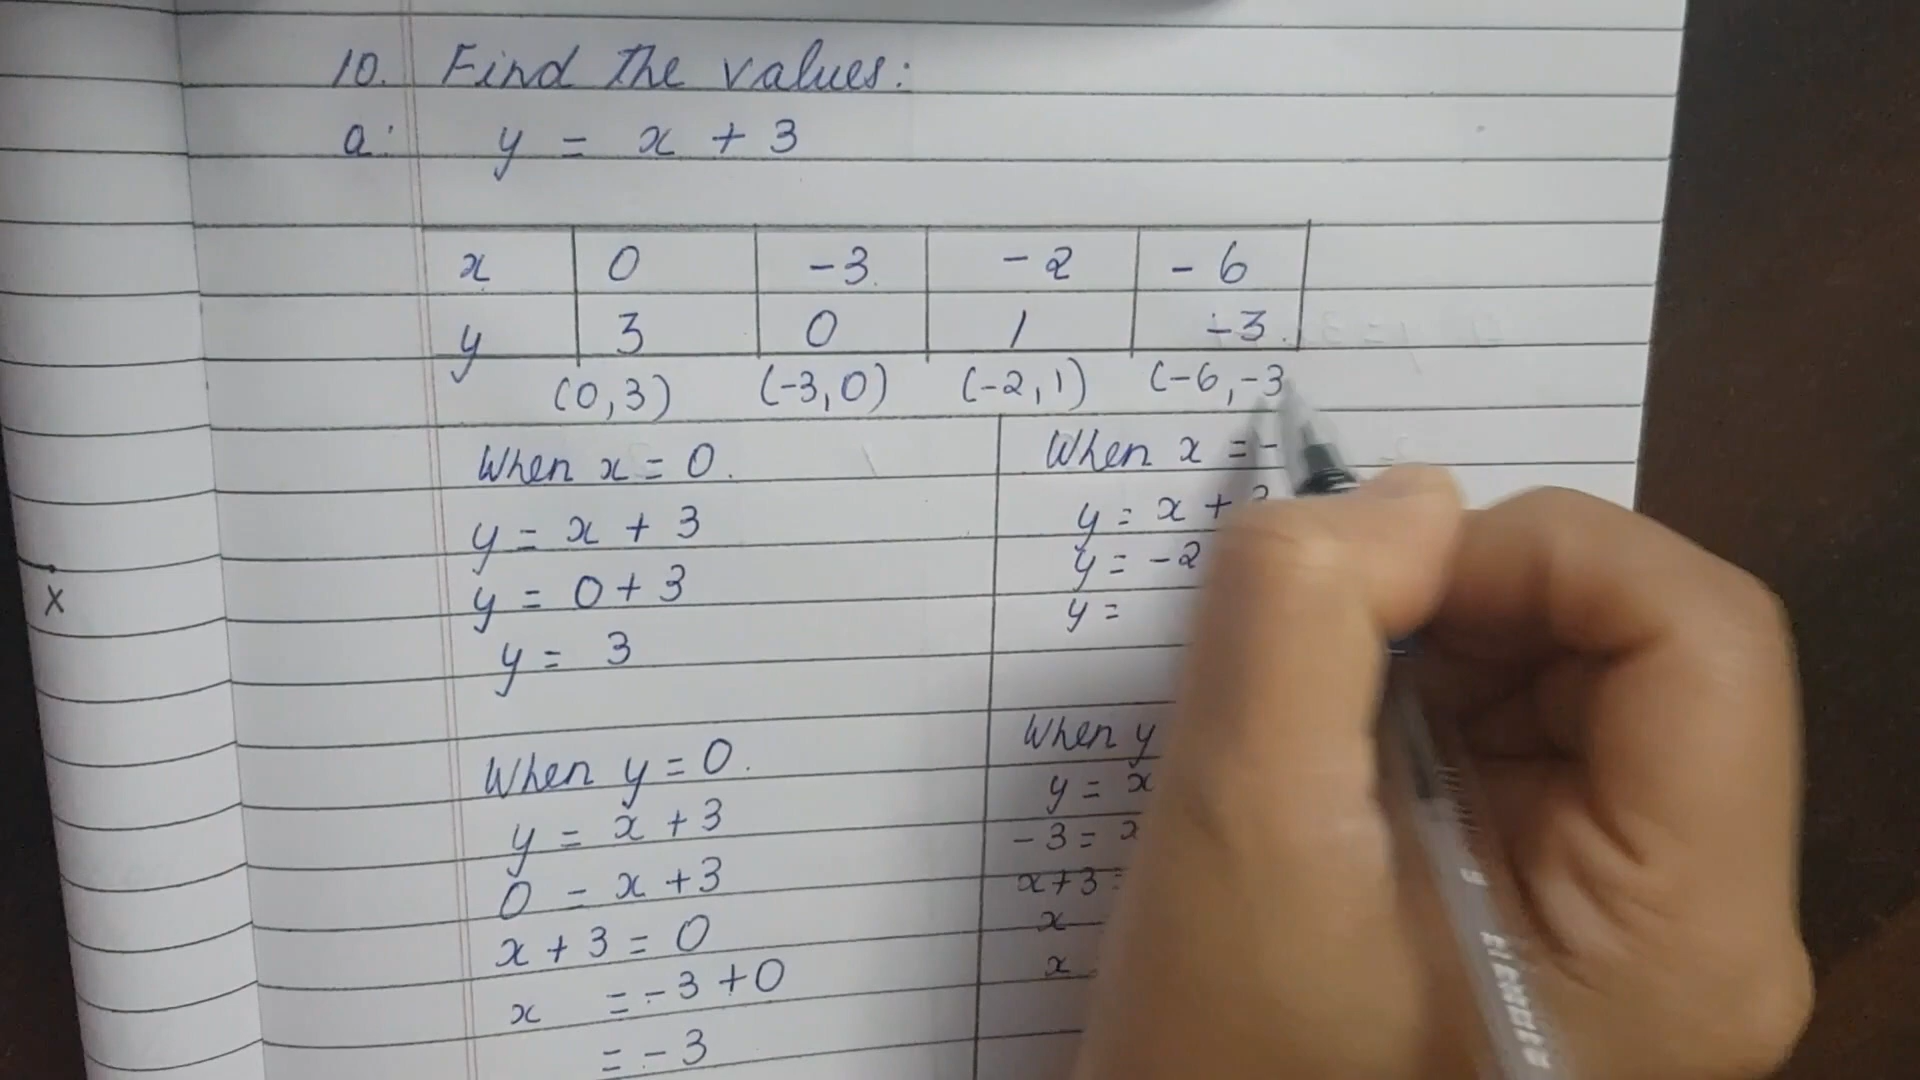 10. Find the values:
a: y = x + 3
x 0 -3 -2 -6
y 3 0 1 -3
(0,3) (-3,0) (-2,1) (-6,-3
When x = 0.
y = x + 3
y = 0 + 3
y = 3
When y = 0.
y = x + 3
0 = x + 3
x + 3 = 0
x = -3 + 0
= -3
When x = -
y = x +
y = -2
y =
When y
y = x
-3 = x
x+3 =
x
x
X